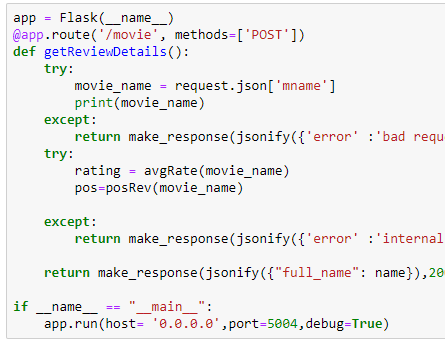 app = Flask(__name__)
@app.route('/movie', methods=['POST'])
def getReviewDetails():
    try:
        movie_name = request.json['mname']
        print(movie_name)
    except:
        return make_response(jsonify({'error' :'bad requ
    try:
        rating = avgRate(movie_name)
        pos=posRev(movie_name)
    except:
        return make_response(jsonify({'error' :'internal
    return make_response(jsonify({"full_name": name}),20
if __name__ == "__main__":
    app.run(host= '0.0.0.0',port=5004,debug=True)